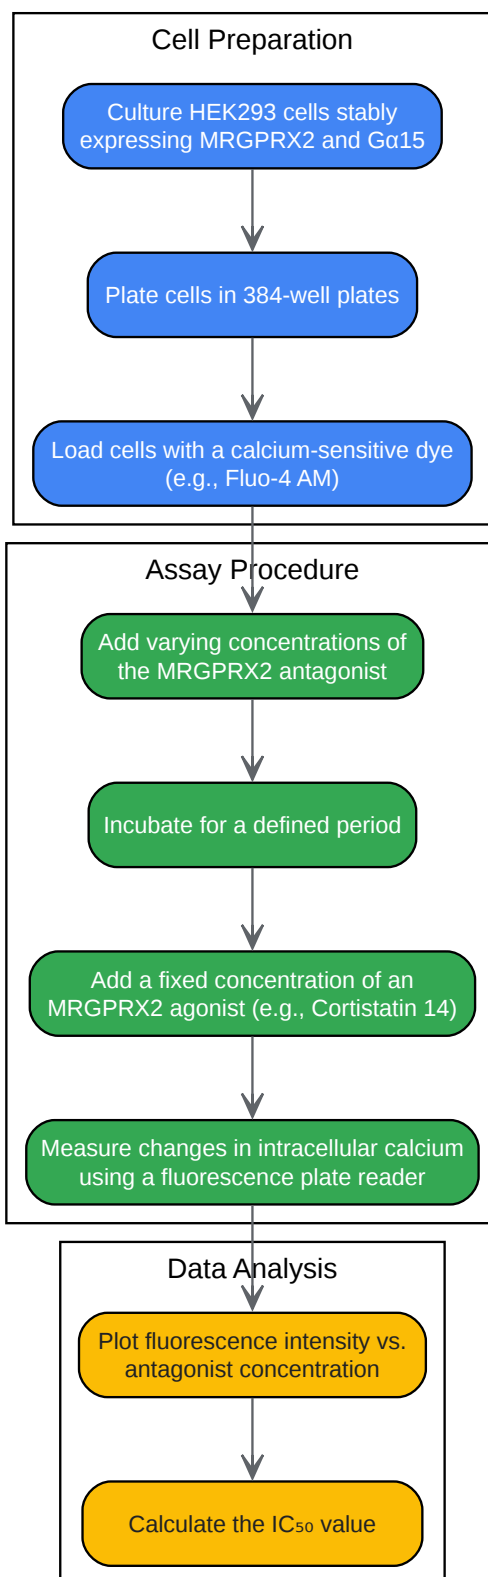 Cell Preparation
Culture HEK293 cells stably
expressing MRGPRX2 and Gα15
Plate cells in 384-well plates
Load cells with a calcium-sensitive dye
(e.g., Fluo-4 AM)
Assay Procedure
Add varying concentrations of
the MRGPRX2 antagonist
Incubate for a defined period
Add a fixed concentration of an
MRGPRX2 agonist (e.g., Cortistatin 14)
Measure changes in intracellular calcium
using a fluorescence plate reader
Data Analysis
Plot fluorescence intensity vs.
antagonist concentration
Calculate the IC₅₀ value